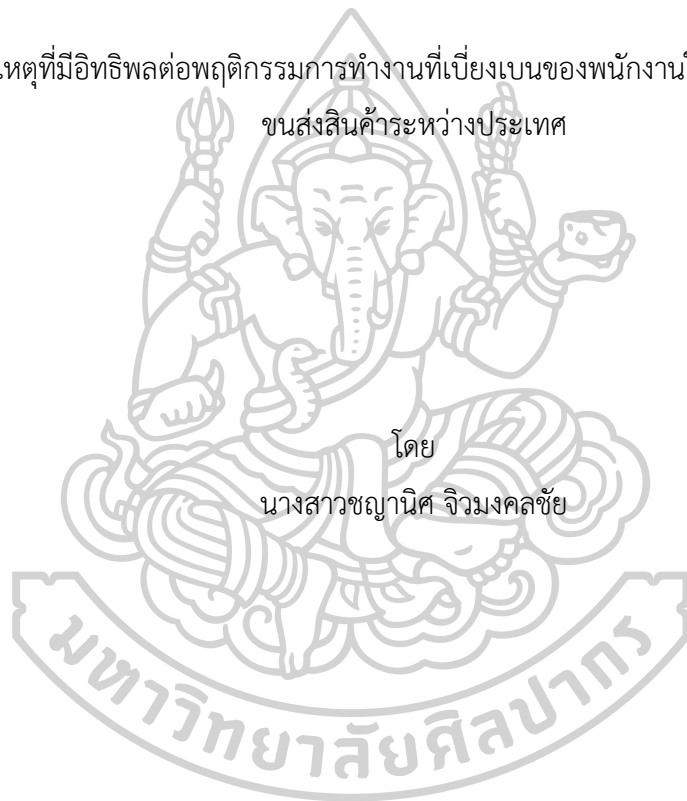 เหตุที่มีอิทธิพลต่อพฤติกรรมการทำงานที่เบี่ยงเบนของพนักงาน
ขนส่งสินค้าระหว่างประเทศ
โดย
นางสาวชญานิศ จิวมงคลชัย
มหาวิทยาลัยศิลปากร